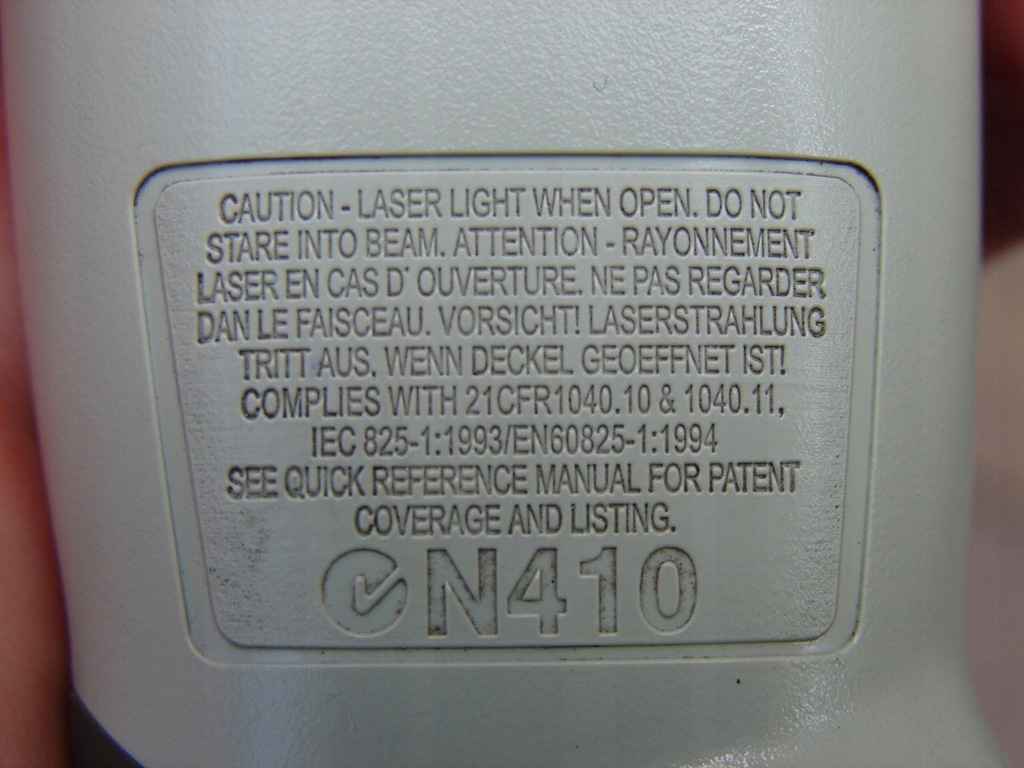 CAUTION - LASER LIGHT WHEN OPEN. DO NOT
STARE INTO BEAM. ATTENTION - RAYONNEMENT
LASER EN CAS D' OUVERTURE. NE PAS REGARDER
DAN LE FAISCEAU. VORSICHT! LASERSTRAHLUNG
TRITT AUS, WENN DECKEL GEOEFFNET IST!
COMPLIES WITH 21CFR1040.10 & 1040.11,
IEC 825-1:1993/EN60825-1:1994
SEE QUICK REFERENCE MANUAL FOR PATENT
COVERAGE AND LISTING.
N410